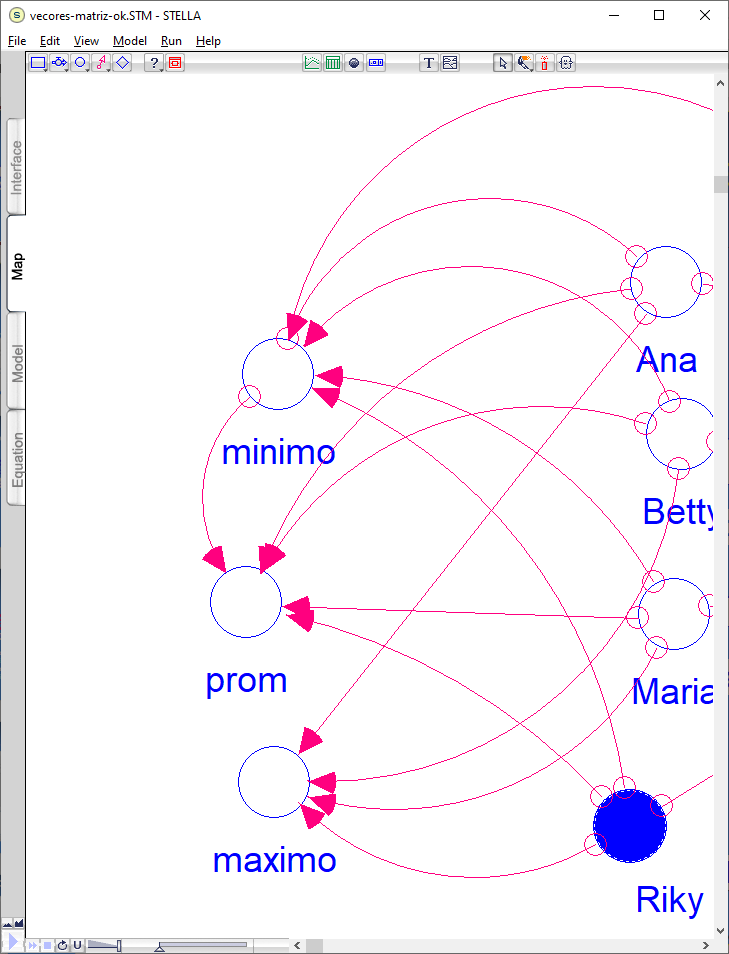 vecores-matriz-ok.STM - STELLA
File Edit View Model Run Help
? T
Interface
Map
Model
Equation
Ana
minimo
Betty
prom
Maria
maximo
Riky
U